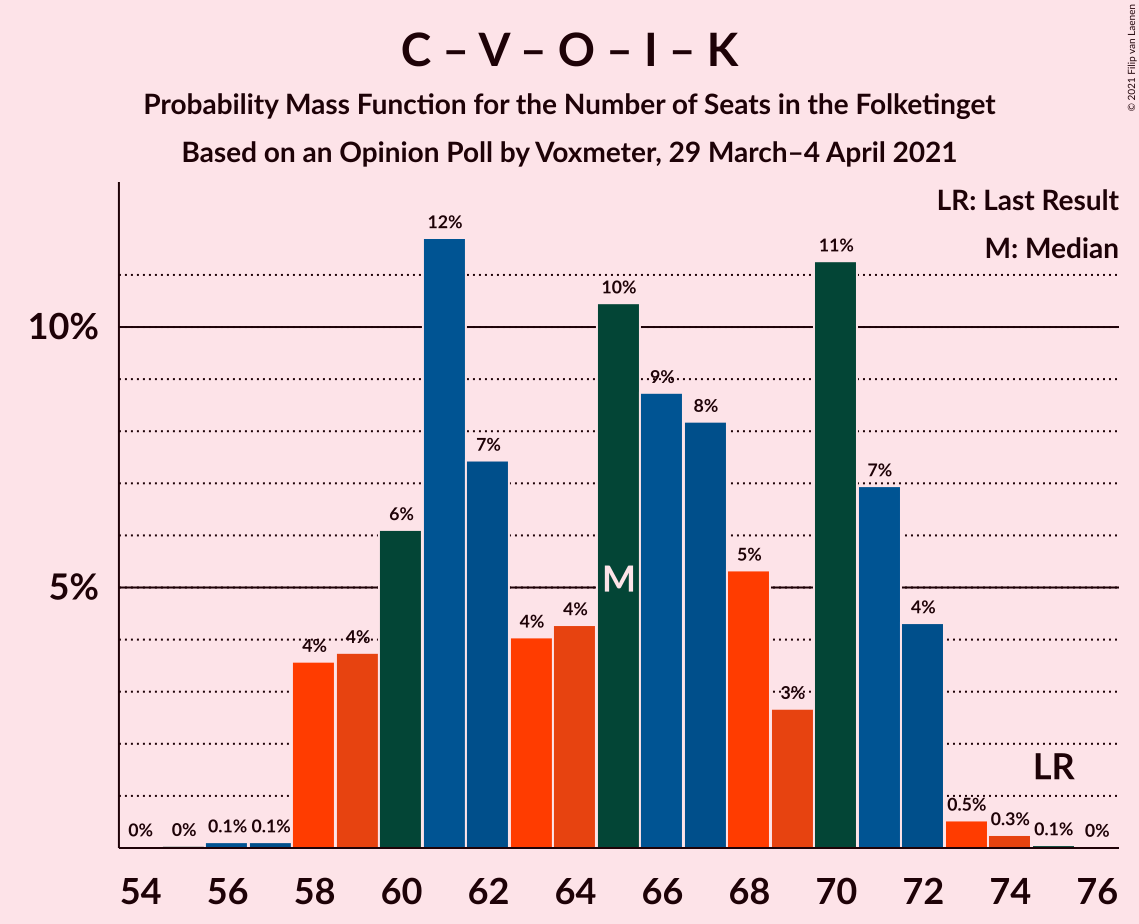 C – V – O – I – K
Probability Mass Function for the Number of Seats in the Folketinget
Based on an Opinion Poll by Voxmeter, 29 March–4 April 2021
© 2021 Filip van Laenen
LR: Last Result
M: Median
10%
5%
0% 0% 0.1% 0.1% 4% 4% 6% 12% 7% 4% 4% 10% 9% 8% 5% 3% 11% 7% 4% 0.5% 0.3% 0.1% 0%
M
LR
54 56 58 60 62 64 66 68 70 72 74 76